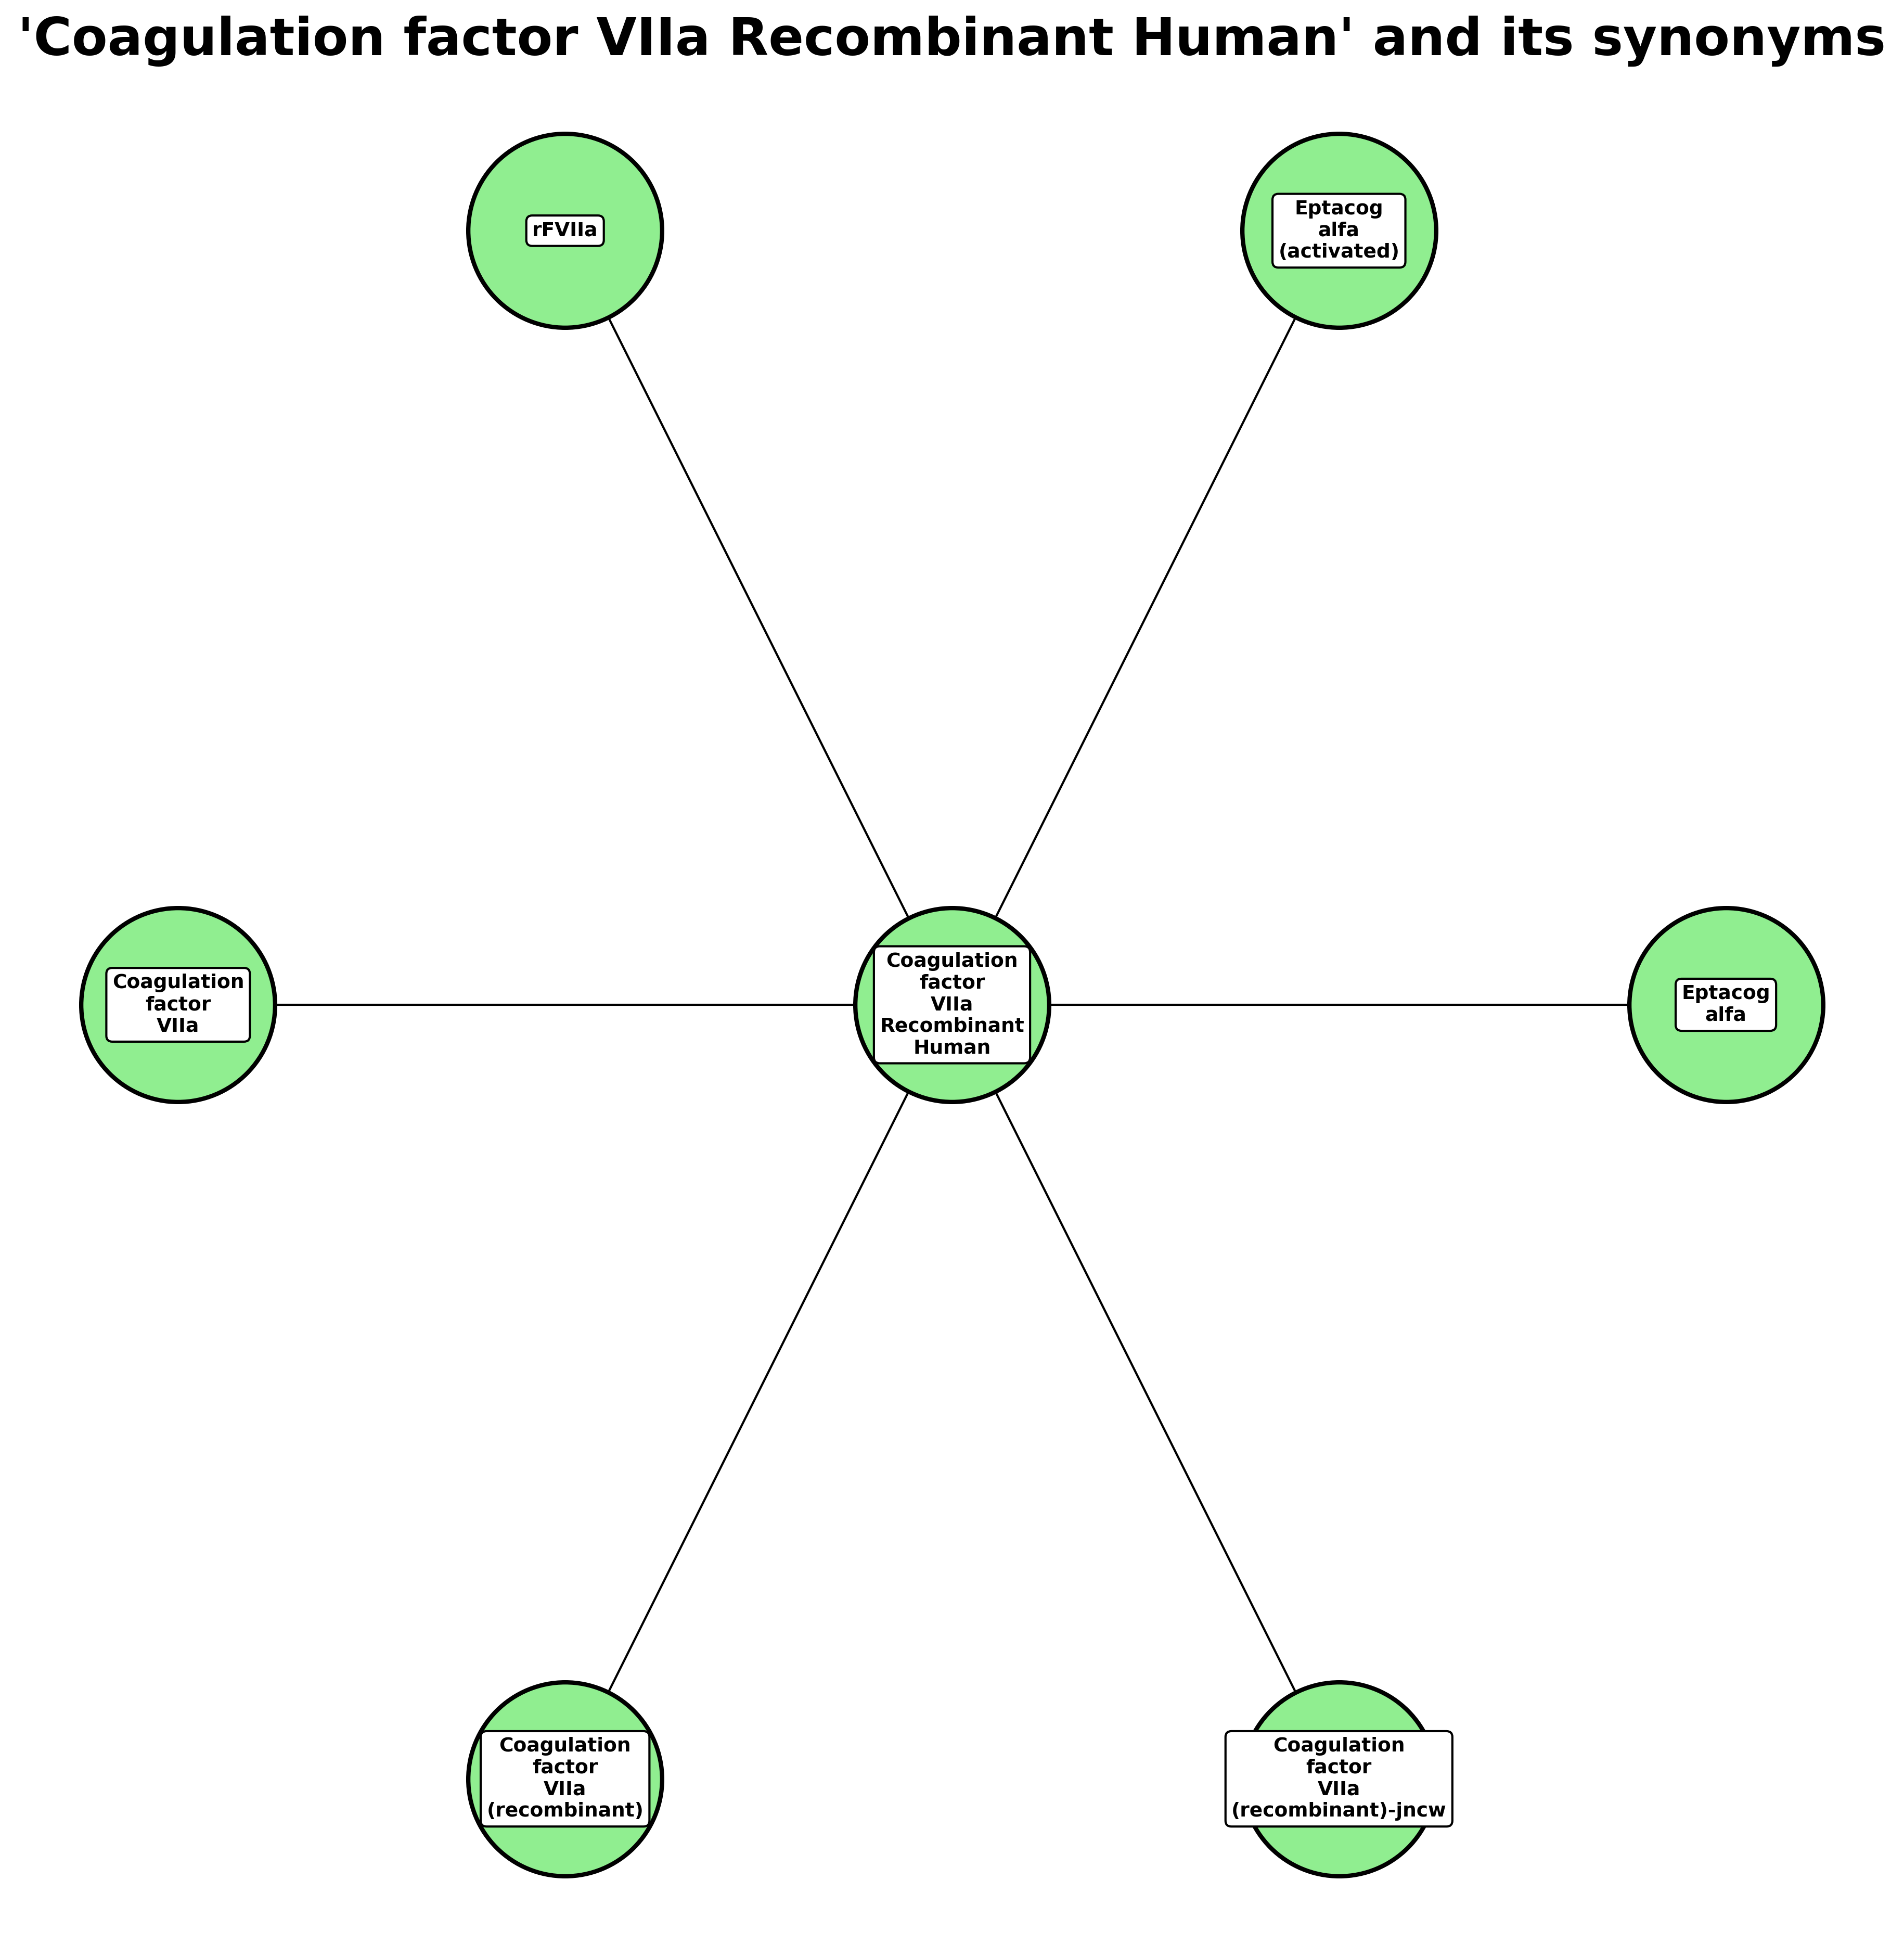 'Coagulation factor VIIa Recombinant Human' and its synonyms
rFVIIa
Eptacog
alfa
(activated)
Coagulation
factor
VIIa
Coagulation
factor
VIIa
Recombinant
Human
Eptacog
alfa
Coagulation
factor
VIIa
(recombinant)
Coagulation
factor
VIIa
(recombinant)-jncw